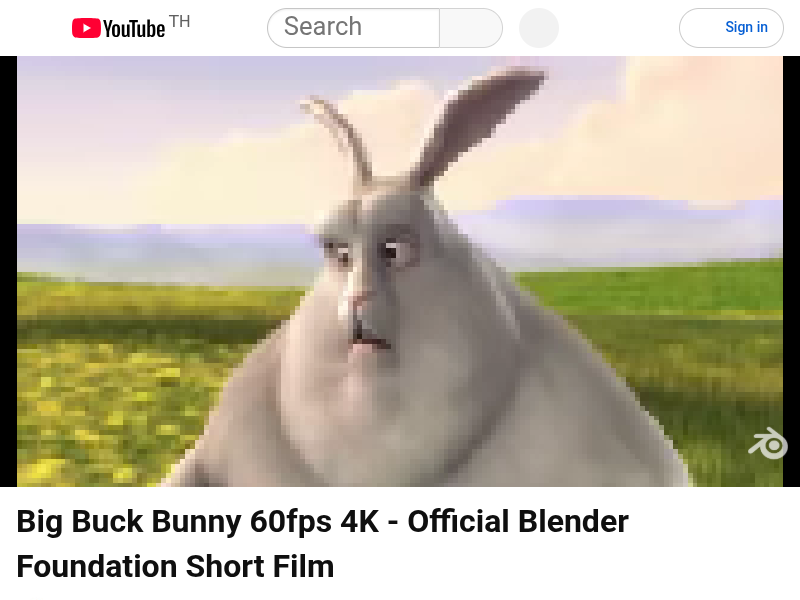 YouTube TH
Search
Sign in
Big Buck Bunny 60fps 4K - Official Blender
Foundation Short Film